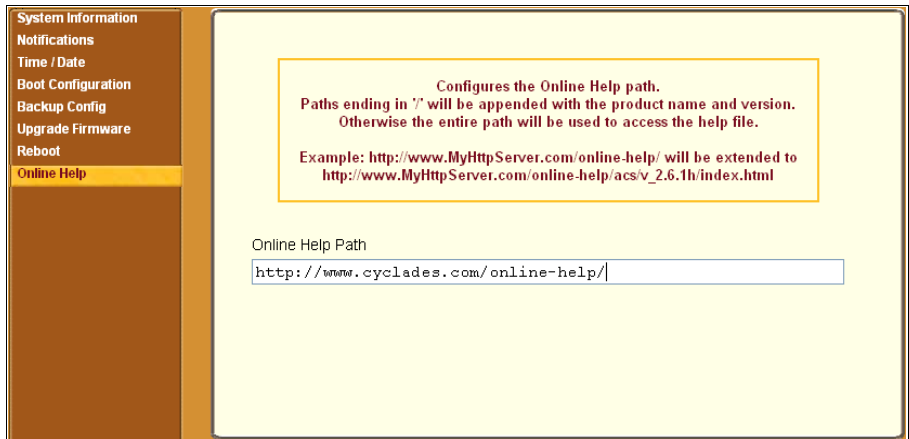 System Information
Notifications
Time / Date
Boot Configuration
Backup Config
Upgrade Firmware
Reboot
Online Help
Configures the Online Help path.
Paths ending in '/' will be appended with the product name and version.
Otherwise the entire path will be used to access the help file.
Example: http://www.MyHttpServer.com/online-help/ will be extended to
http://www.MyHttpServer.com/online-help/acs/v_2.6.1h/index.html
Online Help Path
http://www.cyclades.com/online-help/